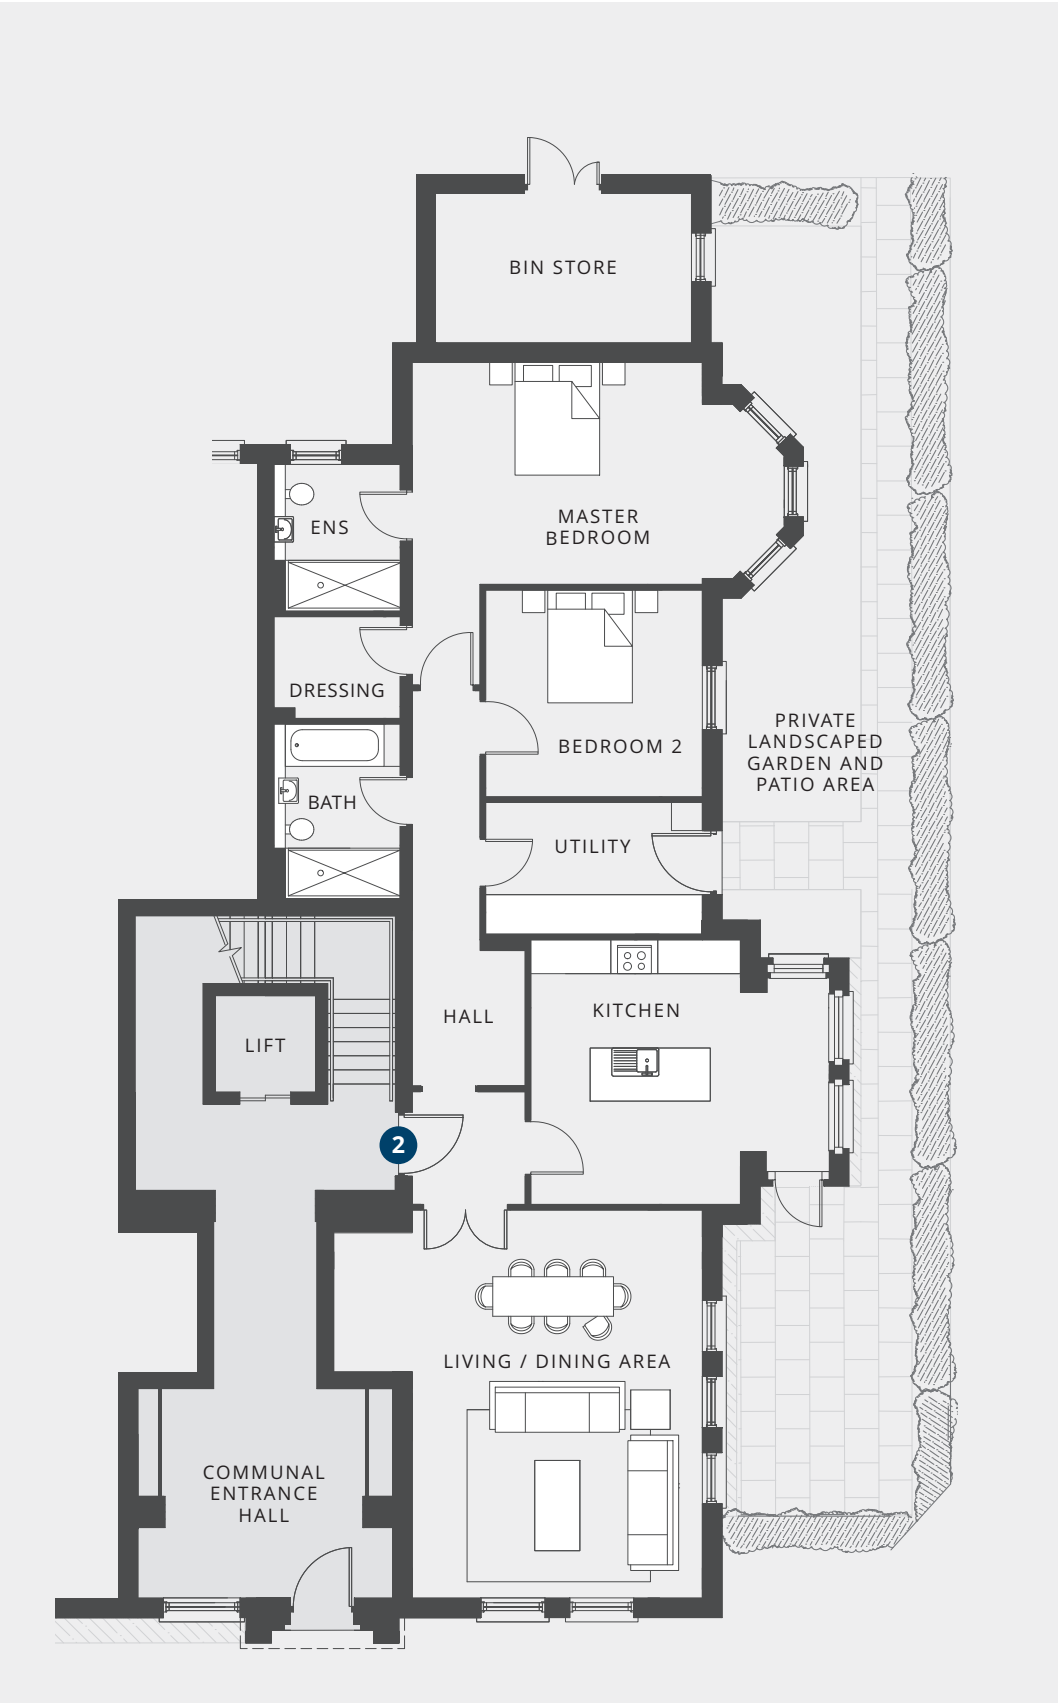 BIN STORE
MASTER
BEDROOM
ENS
DRESSING
BEDROOM 2
PRIVATE
LANDSCAPED
GARDEN AND
PATIO AREA
BATH
UTILITY
HALL
KITCHEN
LIFT
2
LIVING / DINING AREA
COMMUNAL
ENTRANCE
HALL